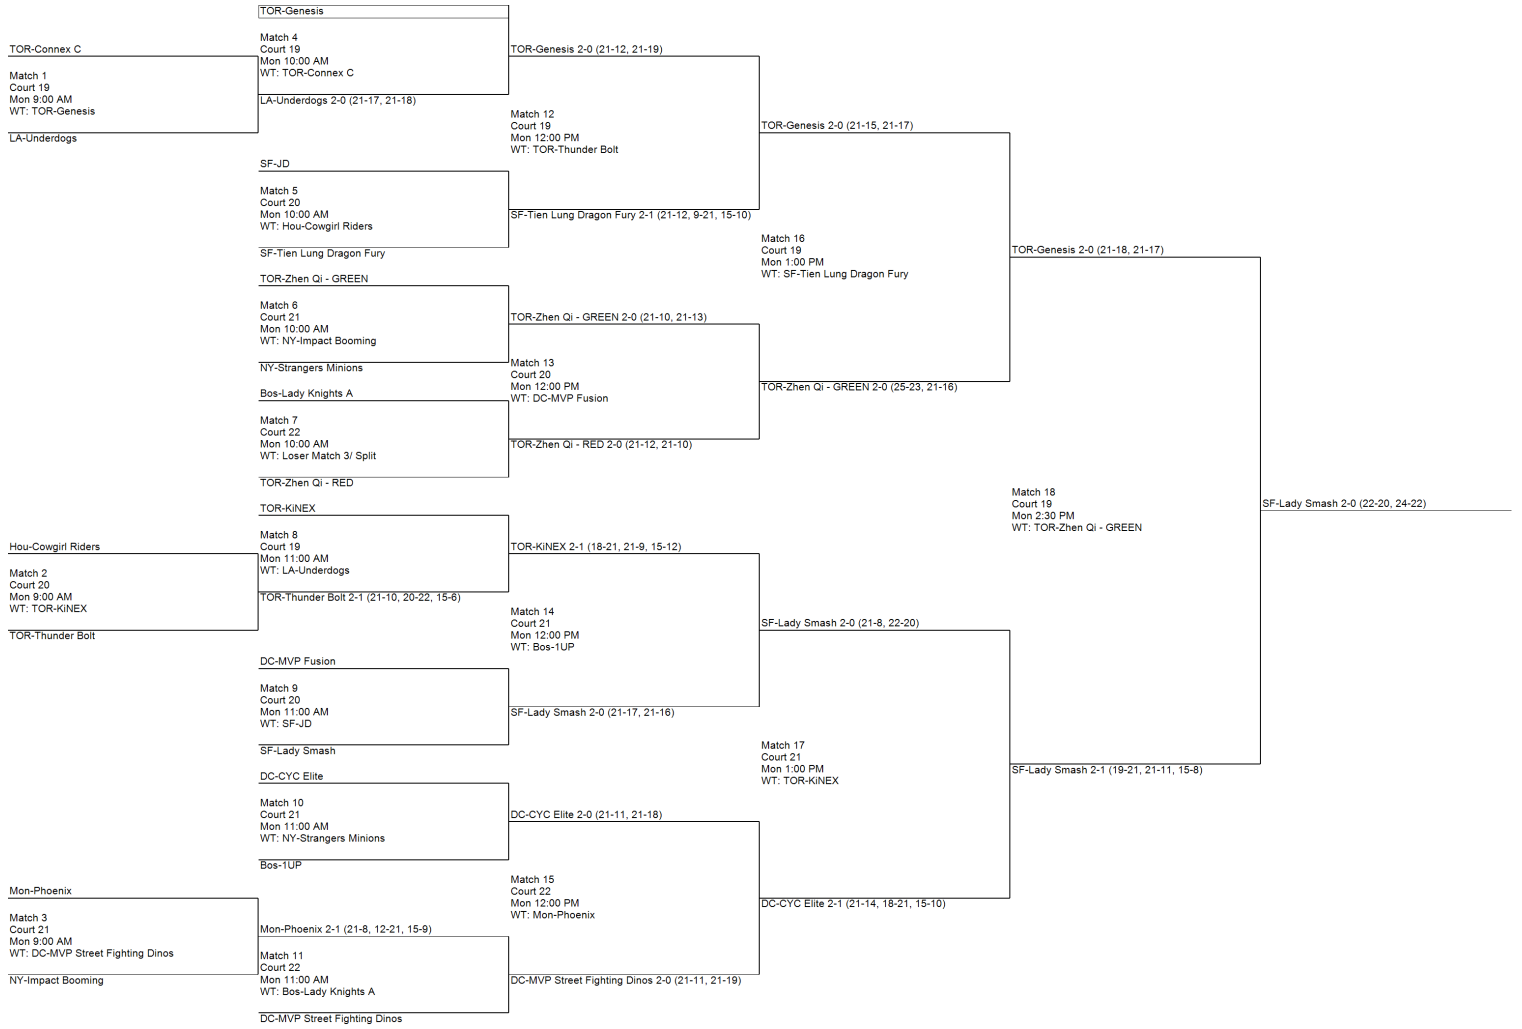 TOR-Genesis
Match 4
Court 19
Mon 10:00 AM
WT: TOR-Connex C
TOR-Connex C
Match 1
Court 19
Mon 9:00 AM
WT: TOR-Genesis
LA-Underdogs
LA-Underdogs 2-0 (21-17, 21-18)
TOR-Genesis 2-0 (21-12, 21-19)
Match 12
Court 19
Mon 12:00 PM
WT: TOR-Thunder Bolt
TOR-Genesis 2-0 (21-15, 21-17)
SF-JD
Match 5
Court 20
Mon 10:00 AM
WT: Hou-Cowgirl Riders
SF-Tien Lung Dragon Fury
SF-Tien Lung Dragon Fury 2-1 (21-12, 9-21, 15-10)
Match 16
Court 19
Mon 1:00 PM
WT: SF-Tien Lung Dragon Fury
TOR-Genesis 2-0 (21-18, 21-17)
TOR-Zhen Qi - GREEN
Match 6
Court 21
Mon 10:00 AM
WT: NY-Impact Booming
NY-Strangers Minions
TOR-Zhen Qi - GREEN 2-0 (21-10, 21-13)
Match 13
Court 20
Mon 12:00 PM
WT: DC-MVP Fusion
TOR-Zhen Qi - GREEN 2-0 (25-23, 21-16)
Bos-Lady Knights A
Match 7
Court 22
Mon 10:00 AM
WT: Loser Match 3/ Split
TOR-Zhen Qi - RED
TOR-Zhen Qi - RED 2-0 (21-12, 21-10)
Match 18
Court 19
Mon 2:30 PM
WT: TOR-Zhen Qi - GREEN
SF-Lady Smash 2-0 (22-20, 24-22)
TOR-KiNEX
Match 8
Court 19
Mon 11:00 AM
WT: LA-Underdogs
Hou-Cowgirl Riders
Match 2
Court 20
Mon 9:00 AM
WT: TOR-KiNEX
TOR-Thunder Bolt
TOR-Thunder Bolt 2-1 (21-10, 20-22, 15-6)
TOR-KiNEX 2-1 (18-21, 21-9, 15-12)
Match 14
Court 21
Mon 12:00 PM
WT: Bos-1UP
SF-Lady Smash 2-0 (21-8, 22-20)
DC-MVP Fusion
Match 9
Court 20
Mon 11:00 AM
WT: SF-JD
SF-Lady Smash
SF-Lady Smash 2-0 (21-17, 21-16)
Match 17
Court 21
Mon 1:00 PM
WT: TOR-KiNEX
SF-Lady Smash 2-1 (19-21, 21-11, 15-8)
DC-CYC Elite
Match 10
Court 21
Mon 11:00 AM
WT: NY-Strangers Minions
Bos-1UP
DC-CYC Elite 2-0 (21-11, 21-18)
Match 15
Court 22
Mon 12:00 PM
WT: Mon-Phoenix
DC-CYC Elite 2-1 (21-14, 18-21, 15-10)
Mon-Phoenix
Match 3
Court 21
Mon 9:00 AM
WT: DC-MVP Street Fighting Dinos
NY-Impact Booming
Mon-Phoenix 2-1 (21-8, 12-21, 15-9)
Match 11
Court 22
Mon 11:00 AM
WT: Bos-Lady Knights A
DC-MVP Street Fighting Dinos
DC-MVP Street Fighting Dinos 2-0 (21-11, 21-19)